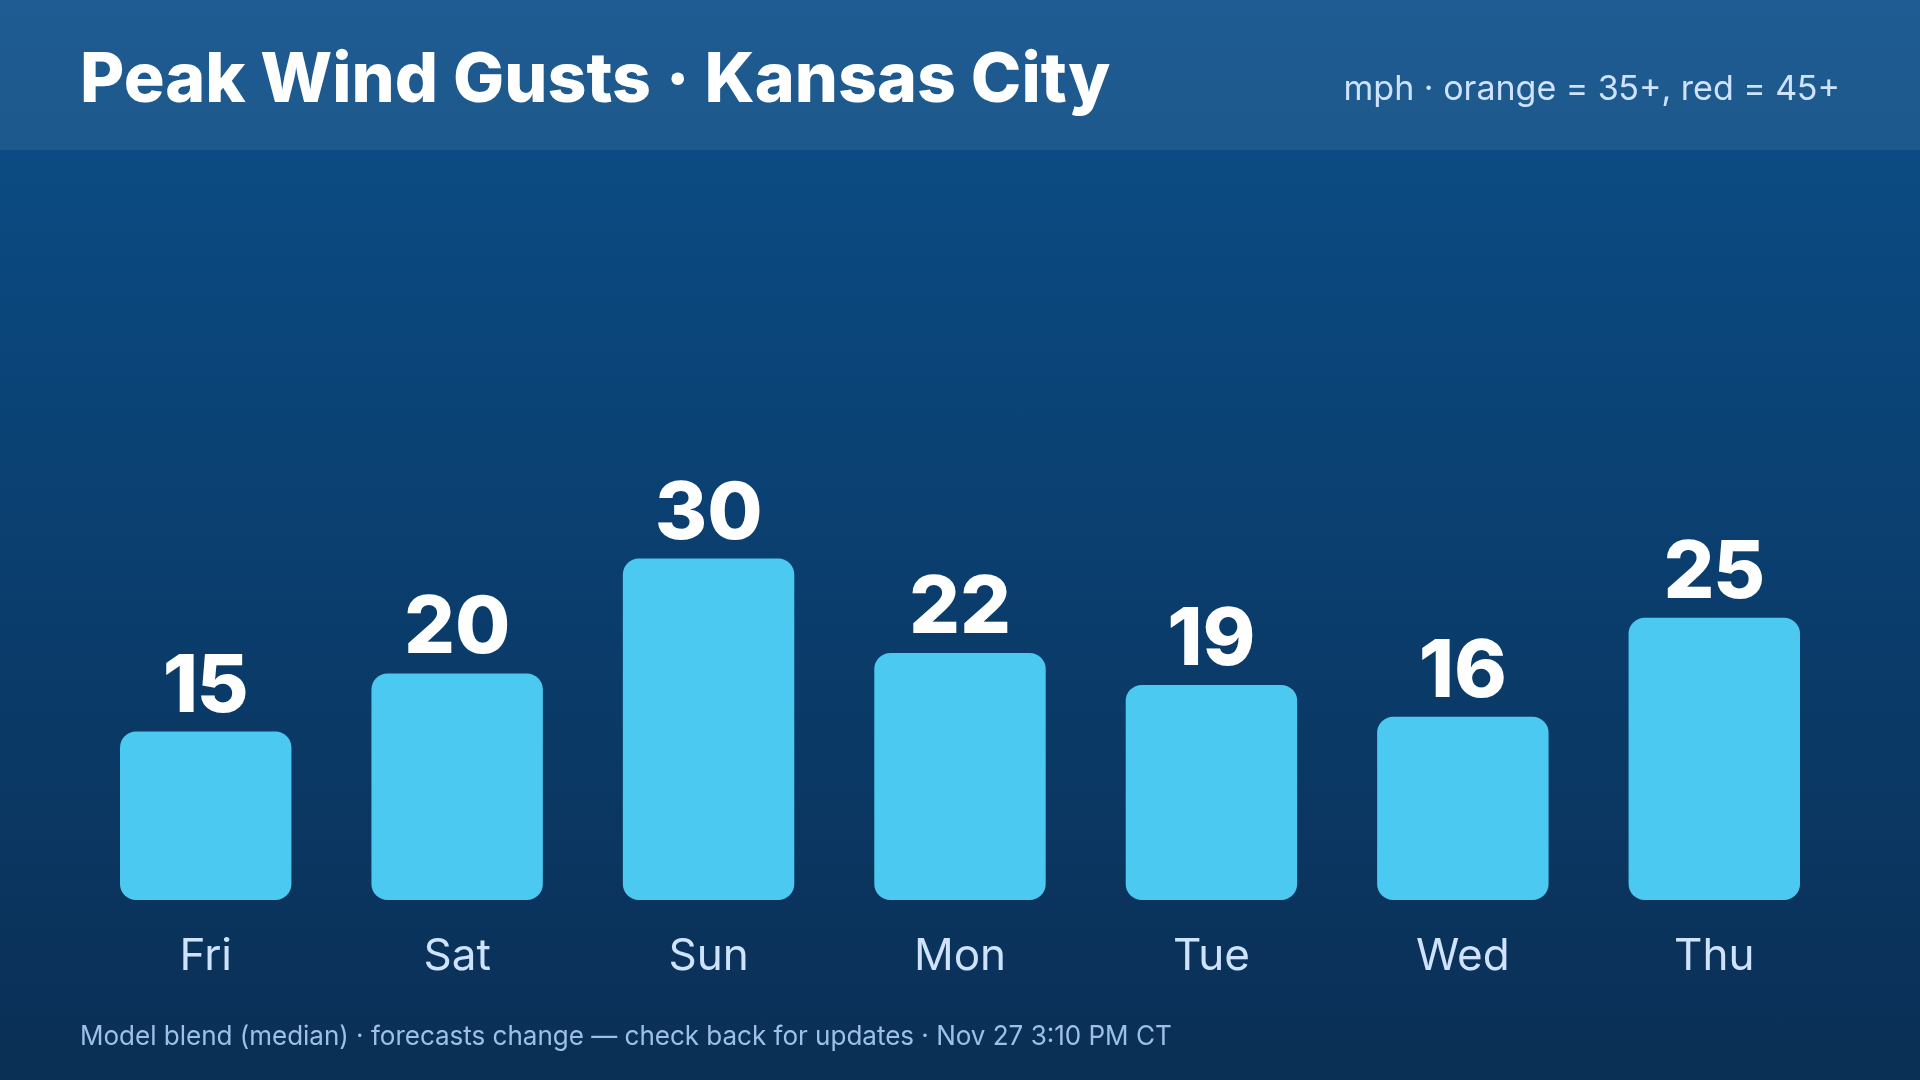 Peak Wind Gusts · Kansas City
mph · orange = 35+, red = 45+
15
20
30
22
19
16
25
Fri
Sat
Sun
Mon
Tue
Wed
Thu
Model blend (median) · forecasts change — check back for updates · Nov 27 3:10 PM CT